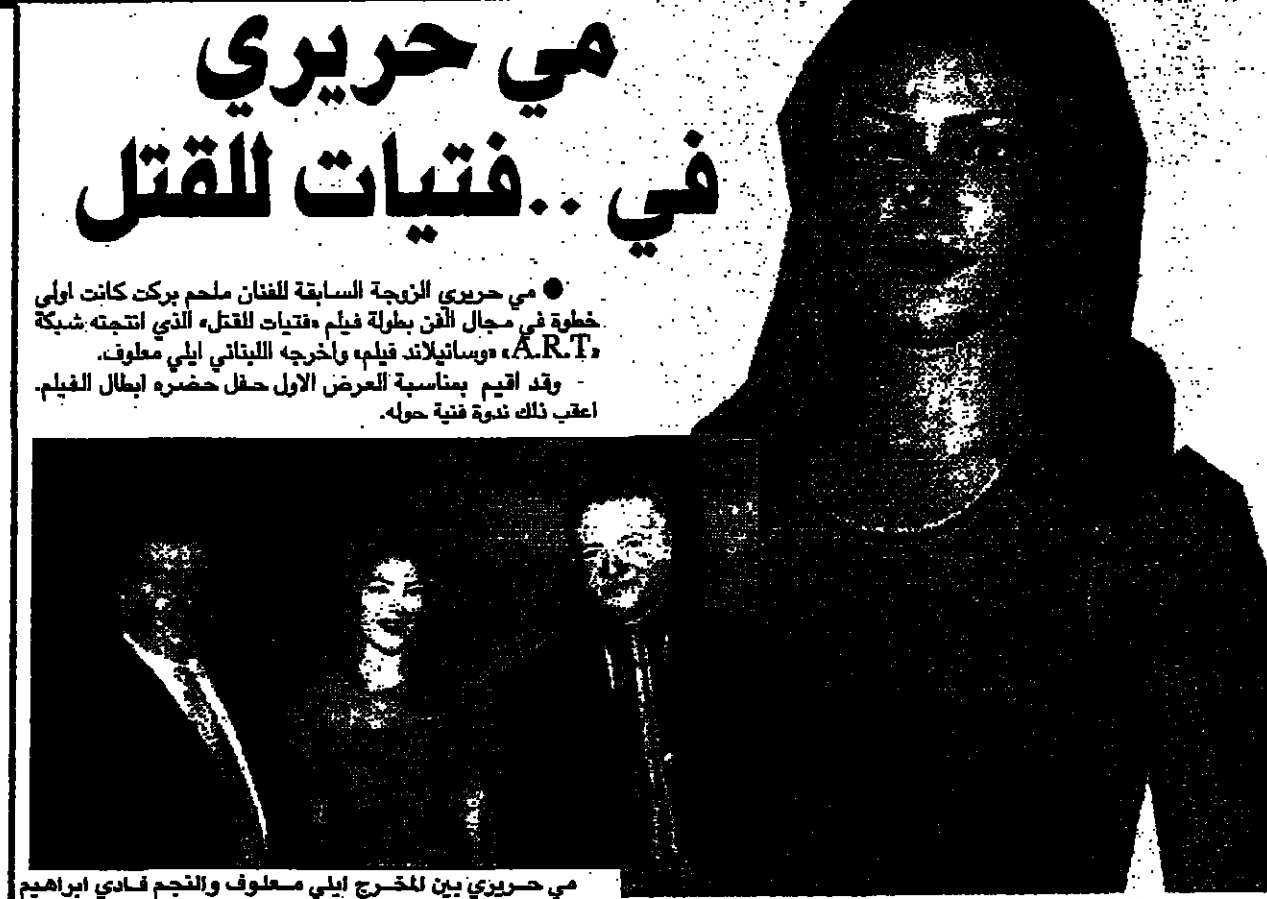 مي حريري
في ..فتيات للقتل
● مي حريري الزوجة السابقة للفنان ملحم بركت كانت اولى
خطوة في مجال الفن بطولة فيلم «فتيات للقتل» الذي انتجته شبكة
«A.R.T» «وساتيلاند فيلم» واخرجه اللبناني ايلي معلوف.
- وقد اقيم بمناسبة العرض الاول حفل حضره ابطال الفيلم.
اعقب ذلك ندوة فنية حوله.
مي حريري بين المخرج ايلي معلوف والنجم فادي ابراهيم